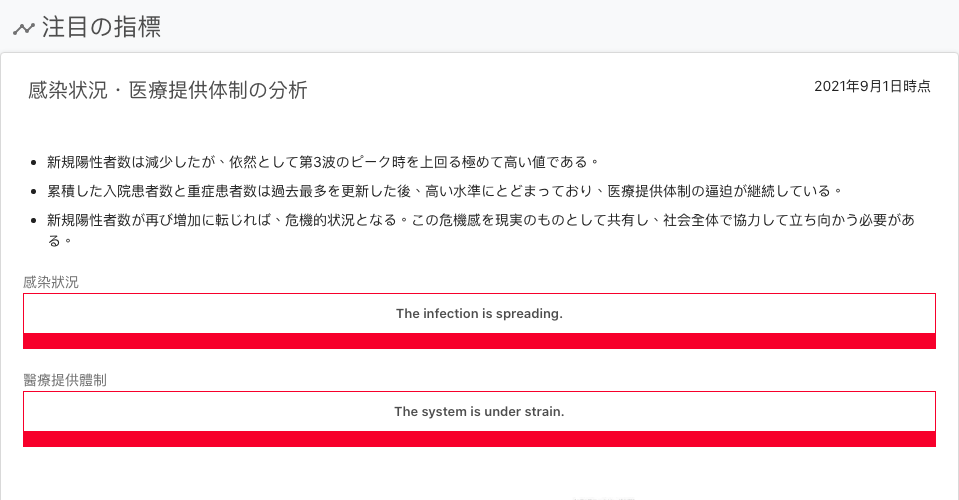 注目の指標
感染状況・医療提供体制の分析
2021年9月1日時点
新規陽性者数は減少したが、依然として第3波のピーク時を上回る極めて高い値である。
累積した入院患者数と重症患者数は過去最多を更新した後、高い水準にとどまっており、医療提供体制の逼迫が継続している。
新規陽性者数が再び増加に転じれば、危機的状況となる。この危機感を現実のものとして共有し、社会全体で協力して立ち向かう必要があ
る。
感染狀況
The infection is spreading.
醫療提供體制
The system is under strain.